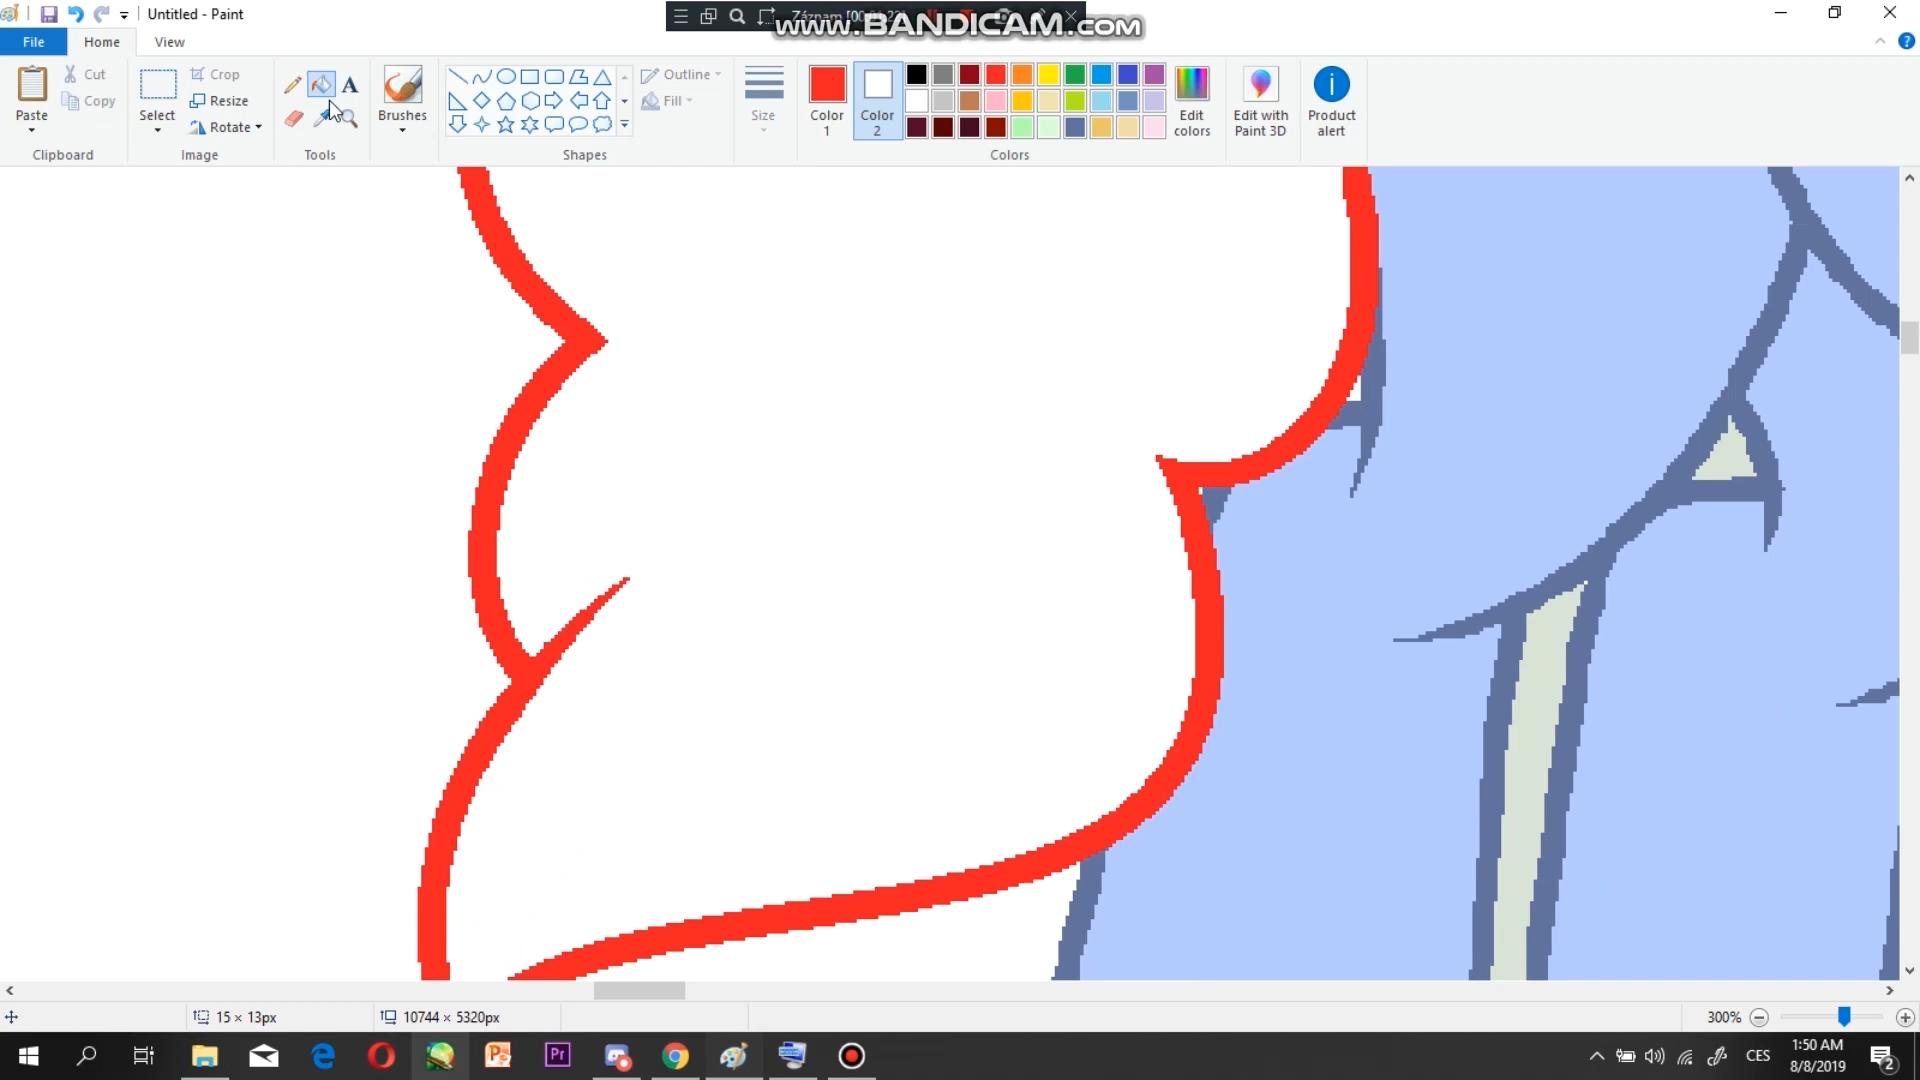 Untitled - Paint
Záznam
www.BANDICAM.com
File
Home
View
Paste
Cut
Copy
Clipboard
Select
Crop
Resize
Rotate
Image
A
Tools
Brushes
Shapes
Outline
Fill
Size
Color 1
Color 2
Edit colors
Colors
Edit with Paint 3D
Product alert
15 × 13px
10744 × 5320px
300%
CES
1:50 AM
8/8/2019
2